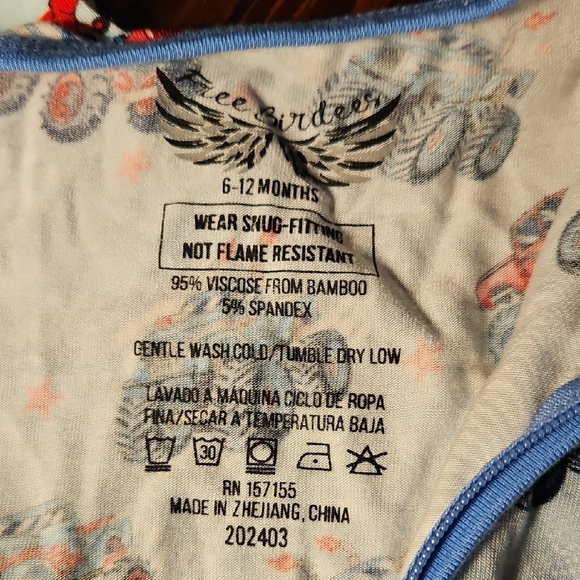 Free Birdees
6-12 MONTHS
WEAR SNUG-FITTING
NOT FLAME RESISTANT
95% VISCOSE FROM BAMBOO
5% SPANDEX
GENTLE WASH COLD/TUMBLE DRY LOW
LAVADO A MÁQUINA CICLO DE ROPA
FINA/SECAR A TEMPERATURA BAJA
30
RN 157155
MADE IN ZHEJIANG, CHINA
202403